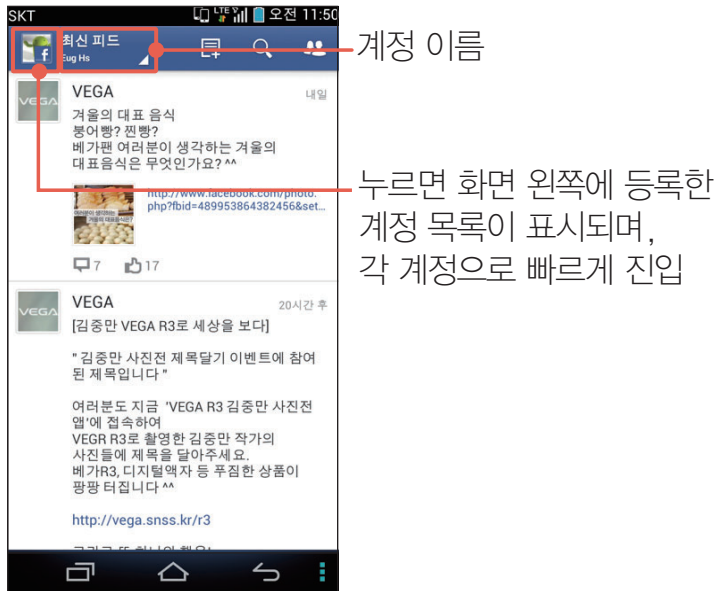 SKT LTE 오전 11:50
최신 피드
Eug Hs
계정 이름
VEGA 내일
겨울의 대표 음식
붕어빵? 찐빵?
베가팬 여러분이 생각하는 겨울의
대표음식은 무엇인가요? ^^
http://www.facebook.com/photo.
php?fbid=489953864382456&set...
누르면 화면 왼쪽에 등록한
계정 목록이 표시되며,
각 계정으로 빠르게 진입
7 17
VEGA 20시간 후
[김중만 VEGA R3로 세상을 보다]
" 김중만 사진전 제목달기 이벤트에 참여
된 제목입니다 "
여러분도 지금 'VEGA R3 김중만 사진전
앱'에 접속하여
VEGR R3로 촬영한 김중만 작가의
사진들에 제목을 달아주세요.
베가R3, 디지털액자 등 푸짐한 상품이
팡팡 터집니다 ^^
http://vega.snss.kr/r3